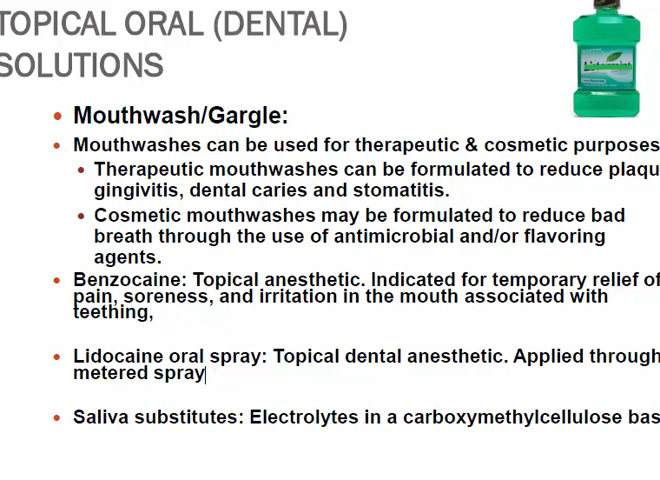 TOPICAL ORAL (DENTAL)
SOLUTIONS
• Mouthwash/Gargle:
• Mouthwashes can be used for therapeutic & cosmetic purposes
• Therapeutic mouthwashes can be formulated to reduce plaqu
gingivitis, dental caries and stomatitis.
• Cosmetic mouthwashes may be formulated to reduce bad
breath through the use of antimicrobial and/or flavoring
agents.
• Benzocaine: Topical anesthetic. Indicated for temporary relief of
pain, soreness, and irritation in the mouth associated with
teething,
• Lidocaine oral spray: Topical dental anesthetic. Applied through
metered spray
• Saliva substitutes: Electrolytes in a carboxymethylcellulose bas